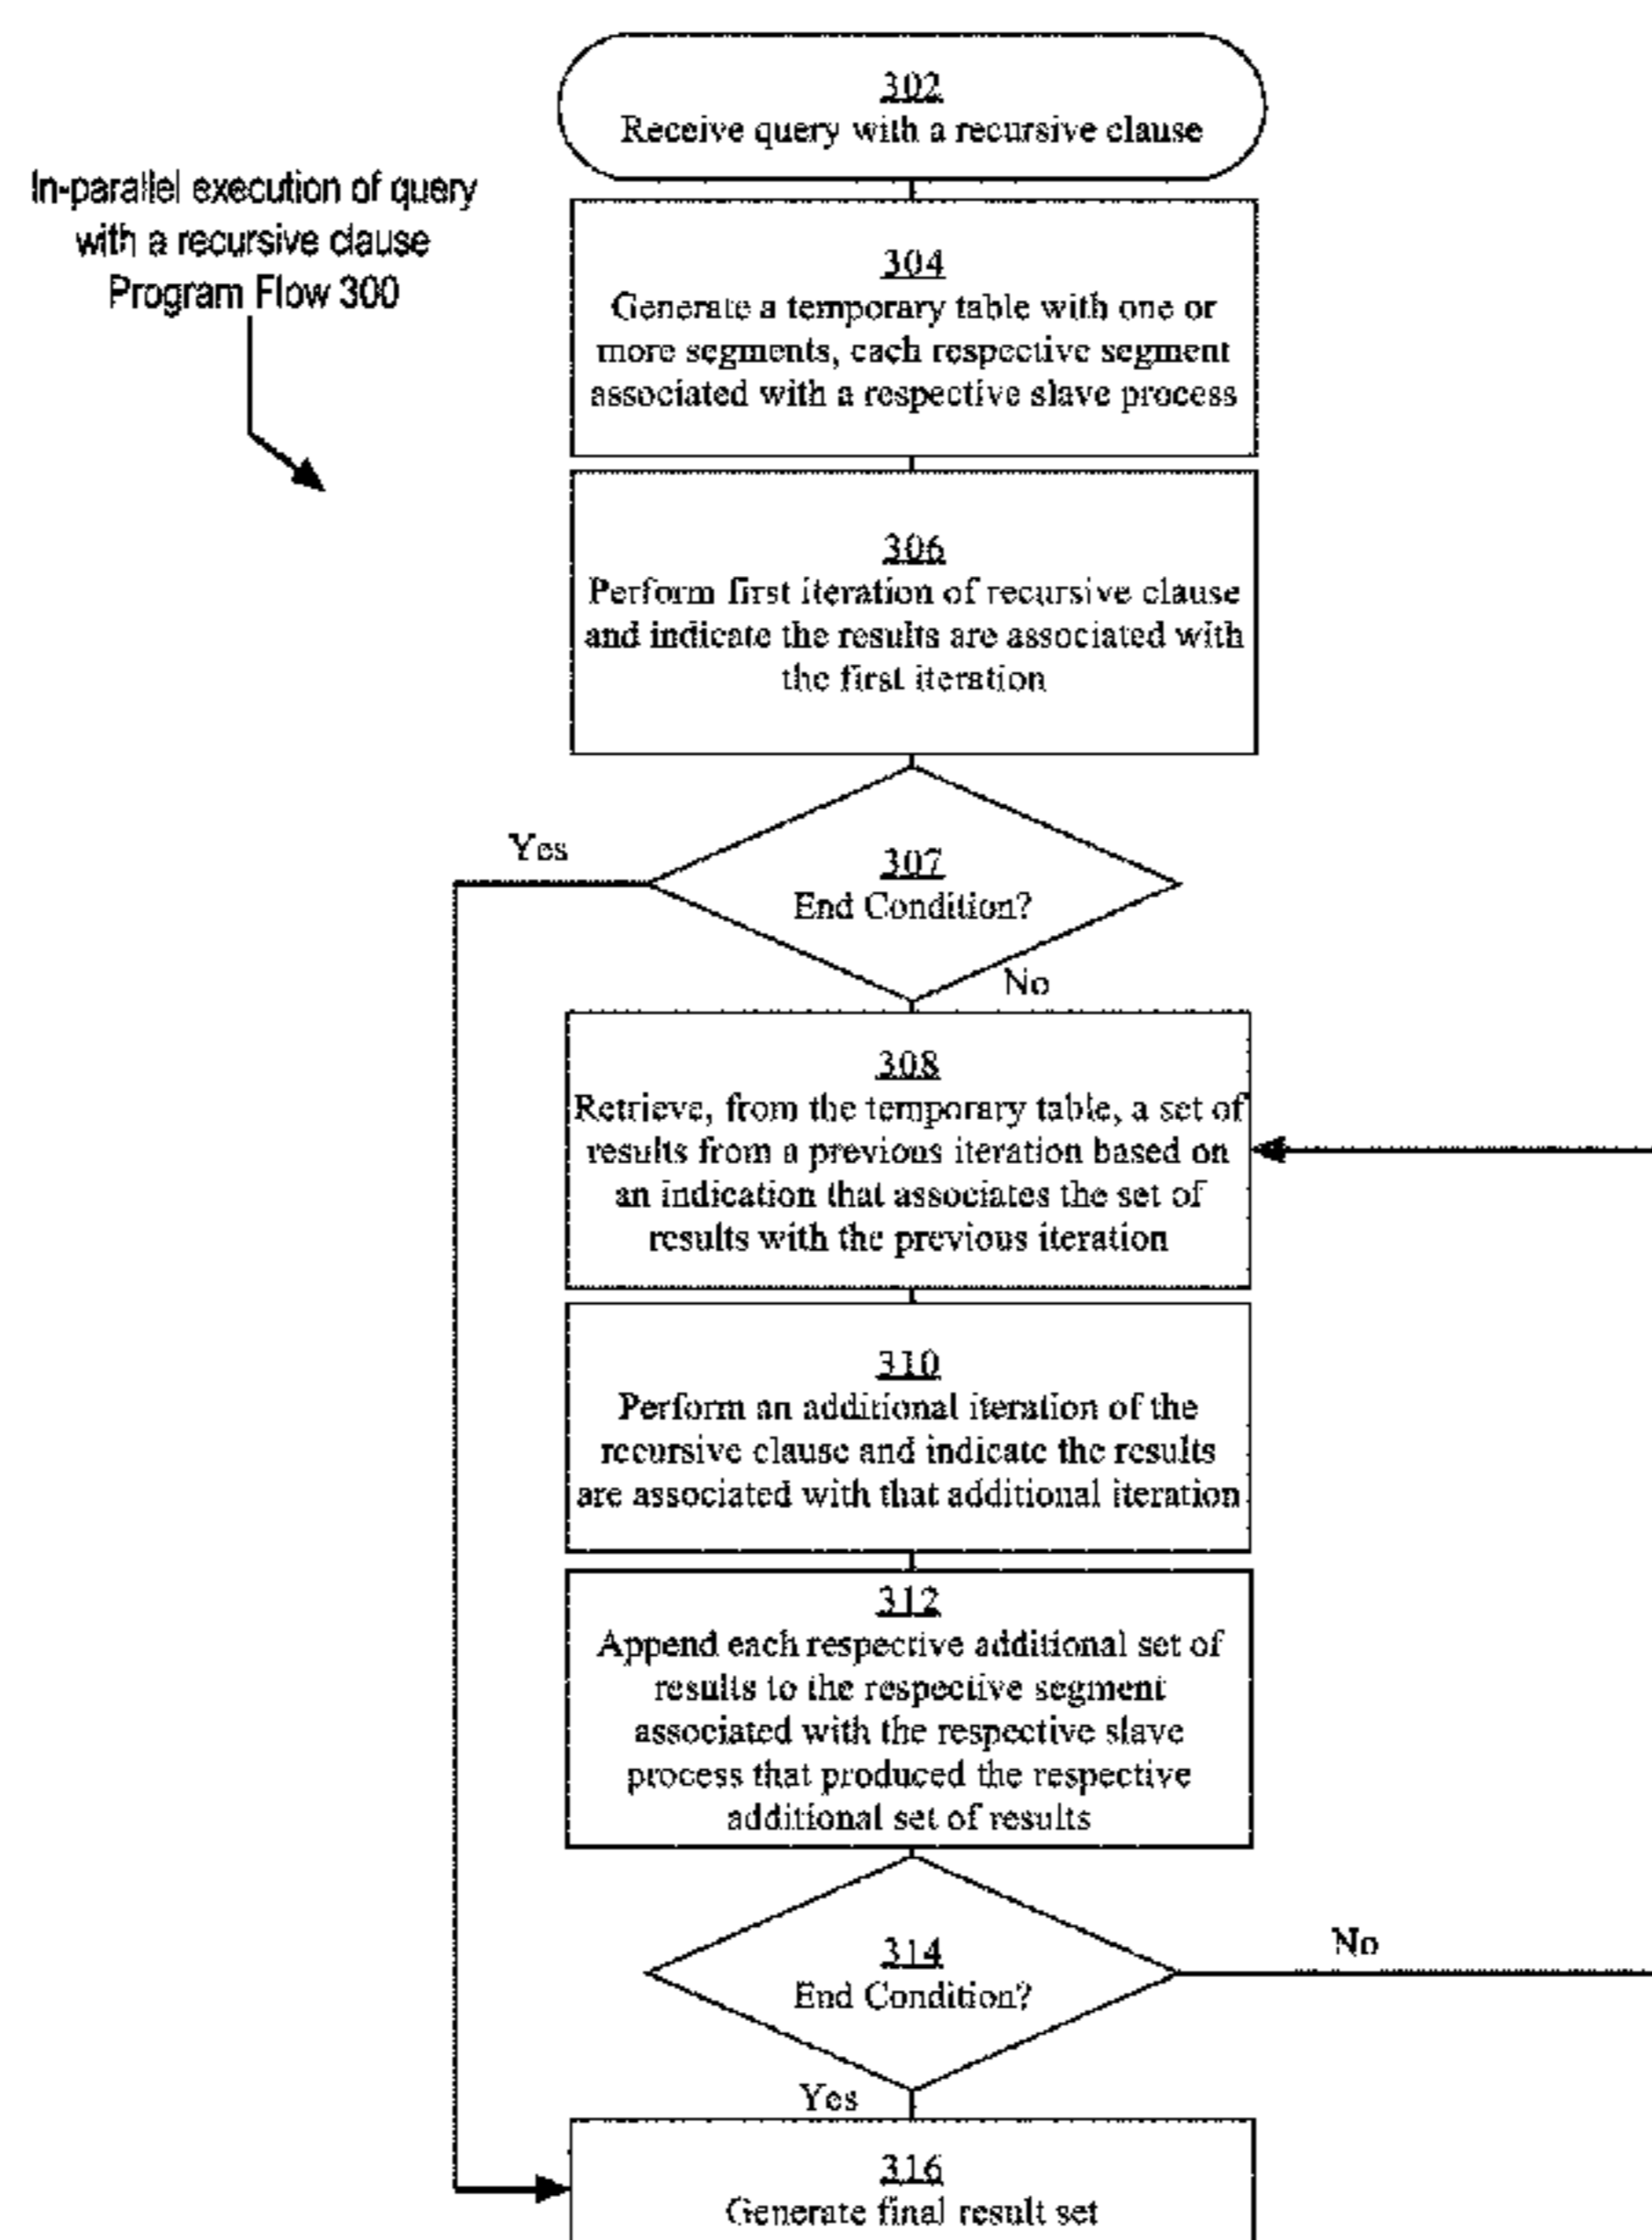 302
Receive query with a recursive clause
In-parallel execution of query
with a recursive clause
Program Flow 300
304
Generate a temporary table with one or
more segments, each respective segment
associated with a respective slave process
306
Perform first iteration of recursive clause
and indicate the results are associated with
the first iteration
Yes
307
End Condition?
No
308
Retrieve, from the temporary table, a set of
results from a previous iteration based on
an indication that associates the set of
results with the previous iteration
310
Perform an additional iteration of the
recursive clause and indicate the results
are associated with that additional iteration
312
Append each respective additional set of
results to the respective segment
associated with the respective slave
process that produced the respective
additional set of results
314
End Condition?
No
Yes
316
Generate final result set